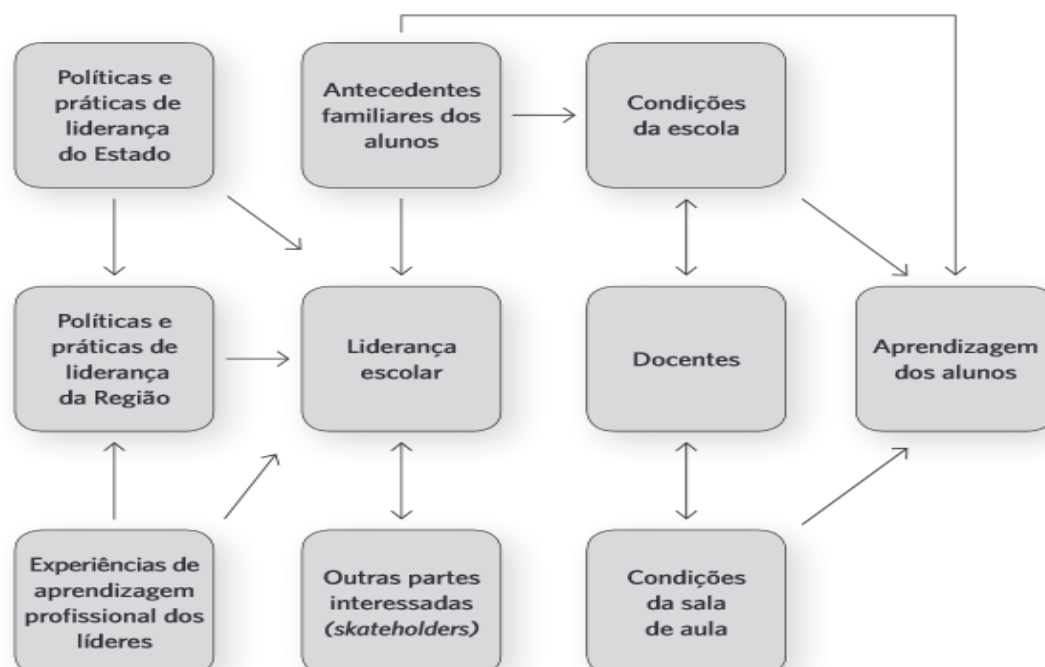 Políticas e
práticas de
liderança
do Estado
Antecedentes
familiares dos
alunos
Condições
da escola
Políticas e
práticas de
liderança
da Região
Liderança
escolar
Docentes
Aprendizagem
dos alunos
Experiências de
aprendizagem
profissional dos
líderes
Outras partes
interessadas
(skateholders)
Condições
da sala
de aula